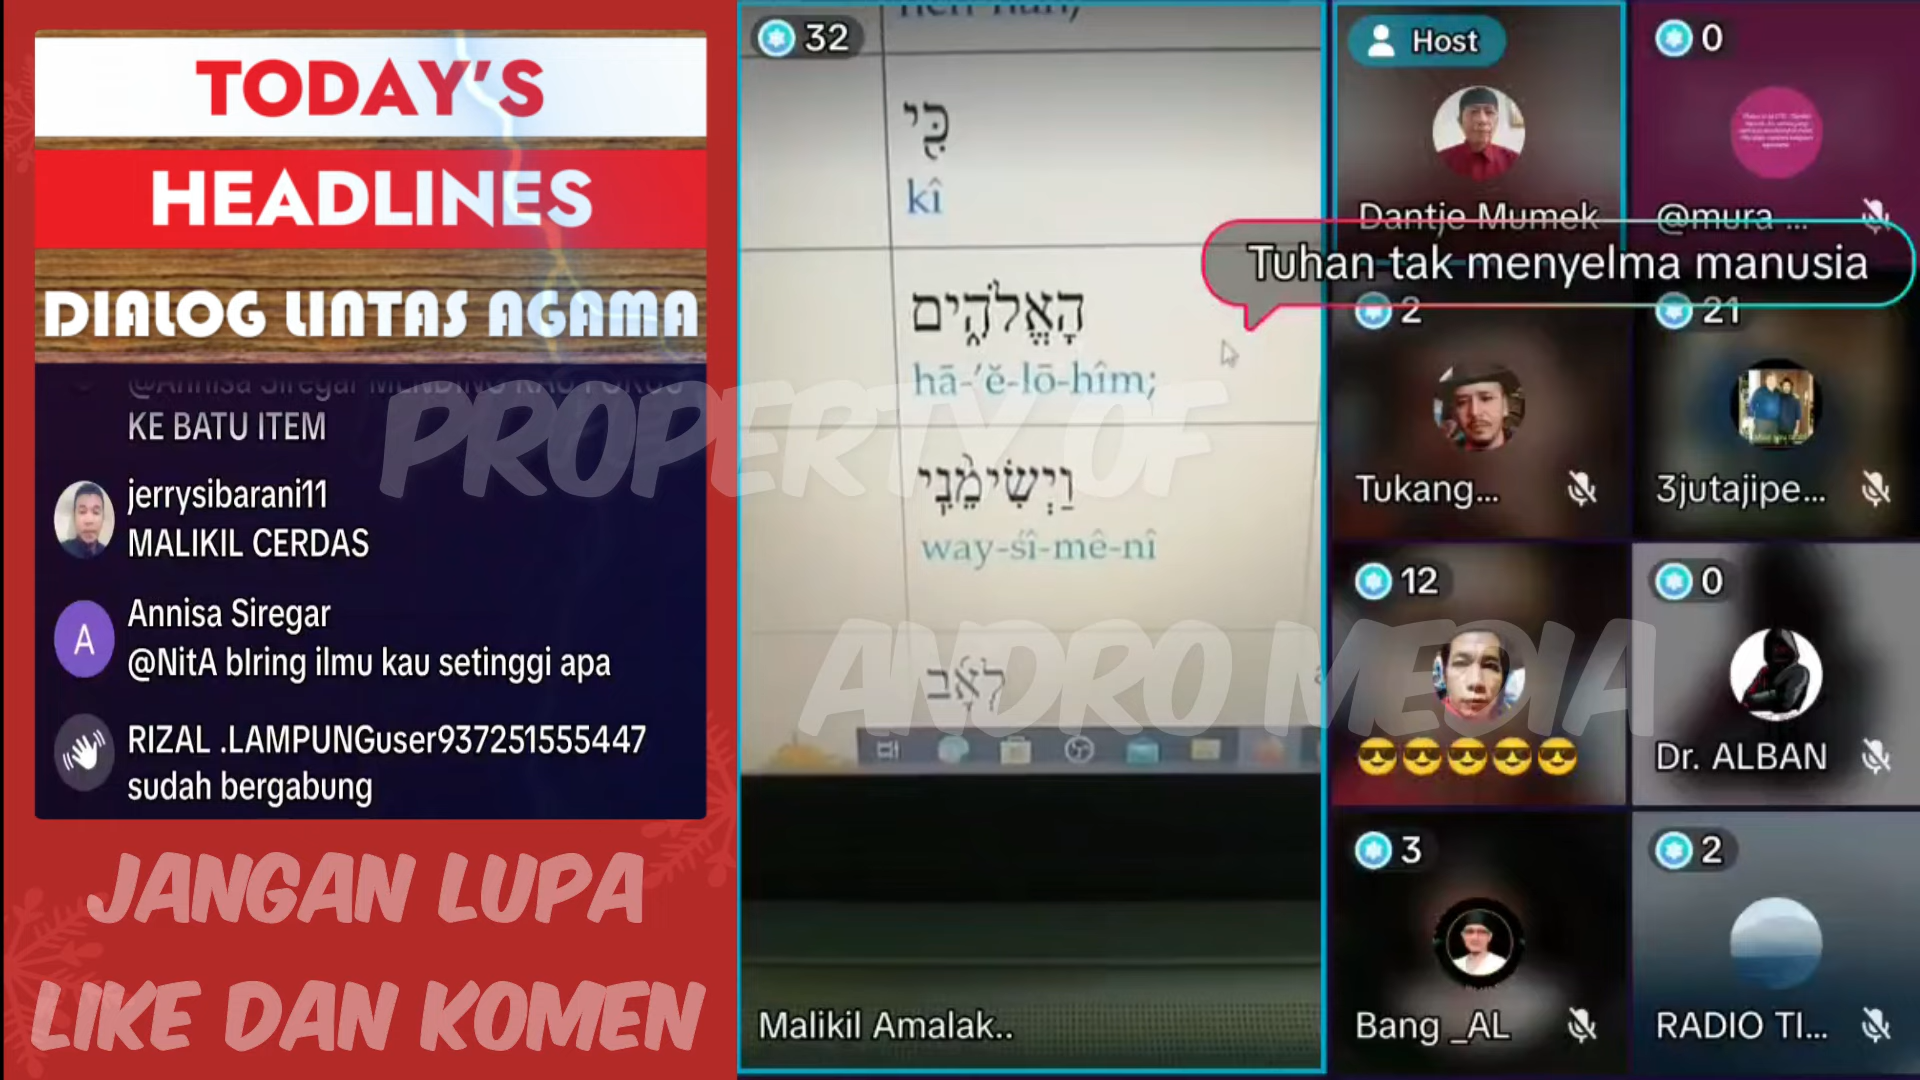 TODAY'S
HEADLINES
DIALOG LINTAS AGAMA
KE BATU ITEM
jerrysibarani11
MALIKIL CERDAS
A
Annisa Siregar
@NitA bIring ilmu kau setinggi apa
RIZAL .LAMPUNGuser937251555447
sudah bergabung
JANGAN LUPA
LIKE DAN KOMEN
32
כִּ֤י
kî
הָאֱלֹהִ֑ים
hā-’ĕ-lō-hîm;
וַיְשִׂימֵ֨נִֽי
way-śî-mê-nî
לְאָ֜ב
Malikil Amalak..
PROPERTY OF
ANDRO MEDIA
Host
Dantje Mumek
0
@mura ...
Tuhan tak menyelma manusia
2
Tukang...
21
3jutajipe...
12
😎😎😎😎😎
0
Dr. ALBAN
3
Bang _AL
2
RADIO TI...